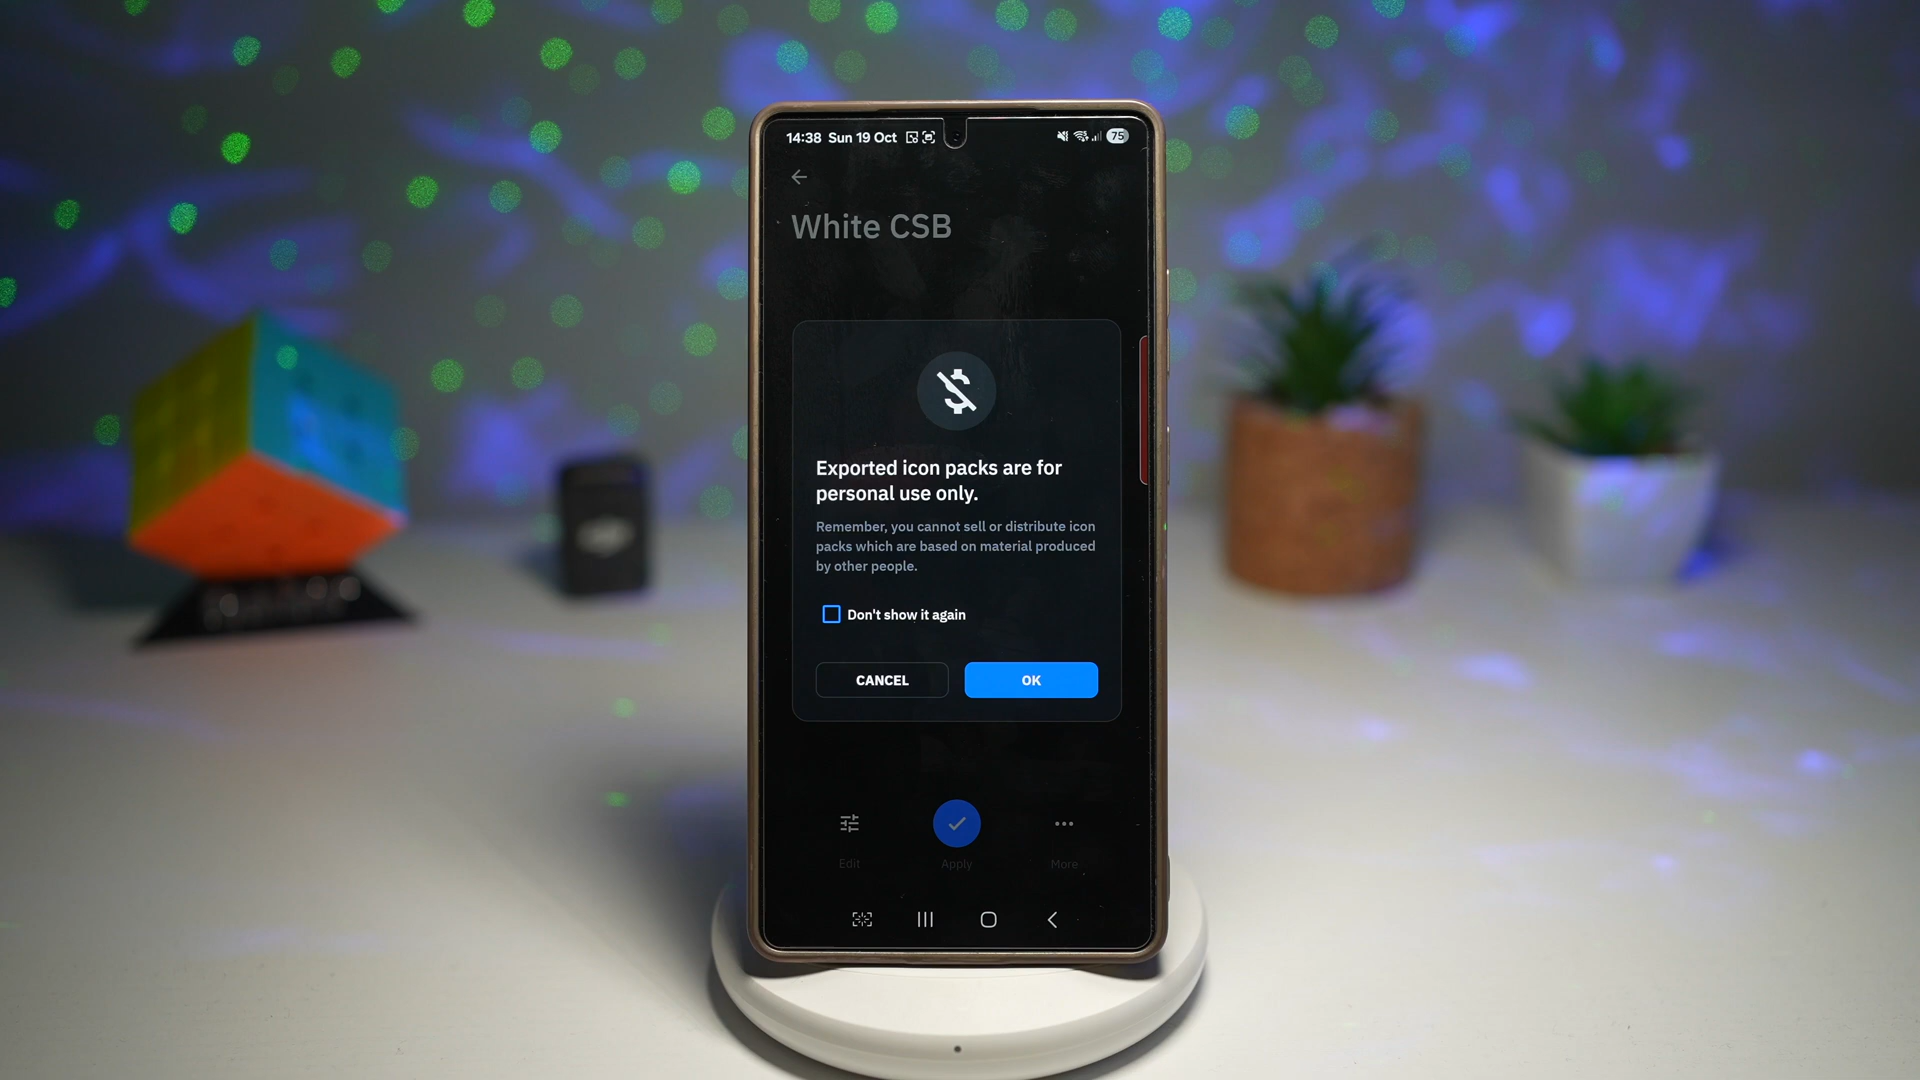 14:38 Sun 19 Oct
75
White CSB
Exported icon packs are for
personal use only.
Remember, you cannot sell or distribute icon
packs which are based on material produced
by other people.
Don't show it again
CANCEL
OK
Edit
Apply
More